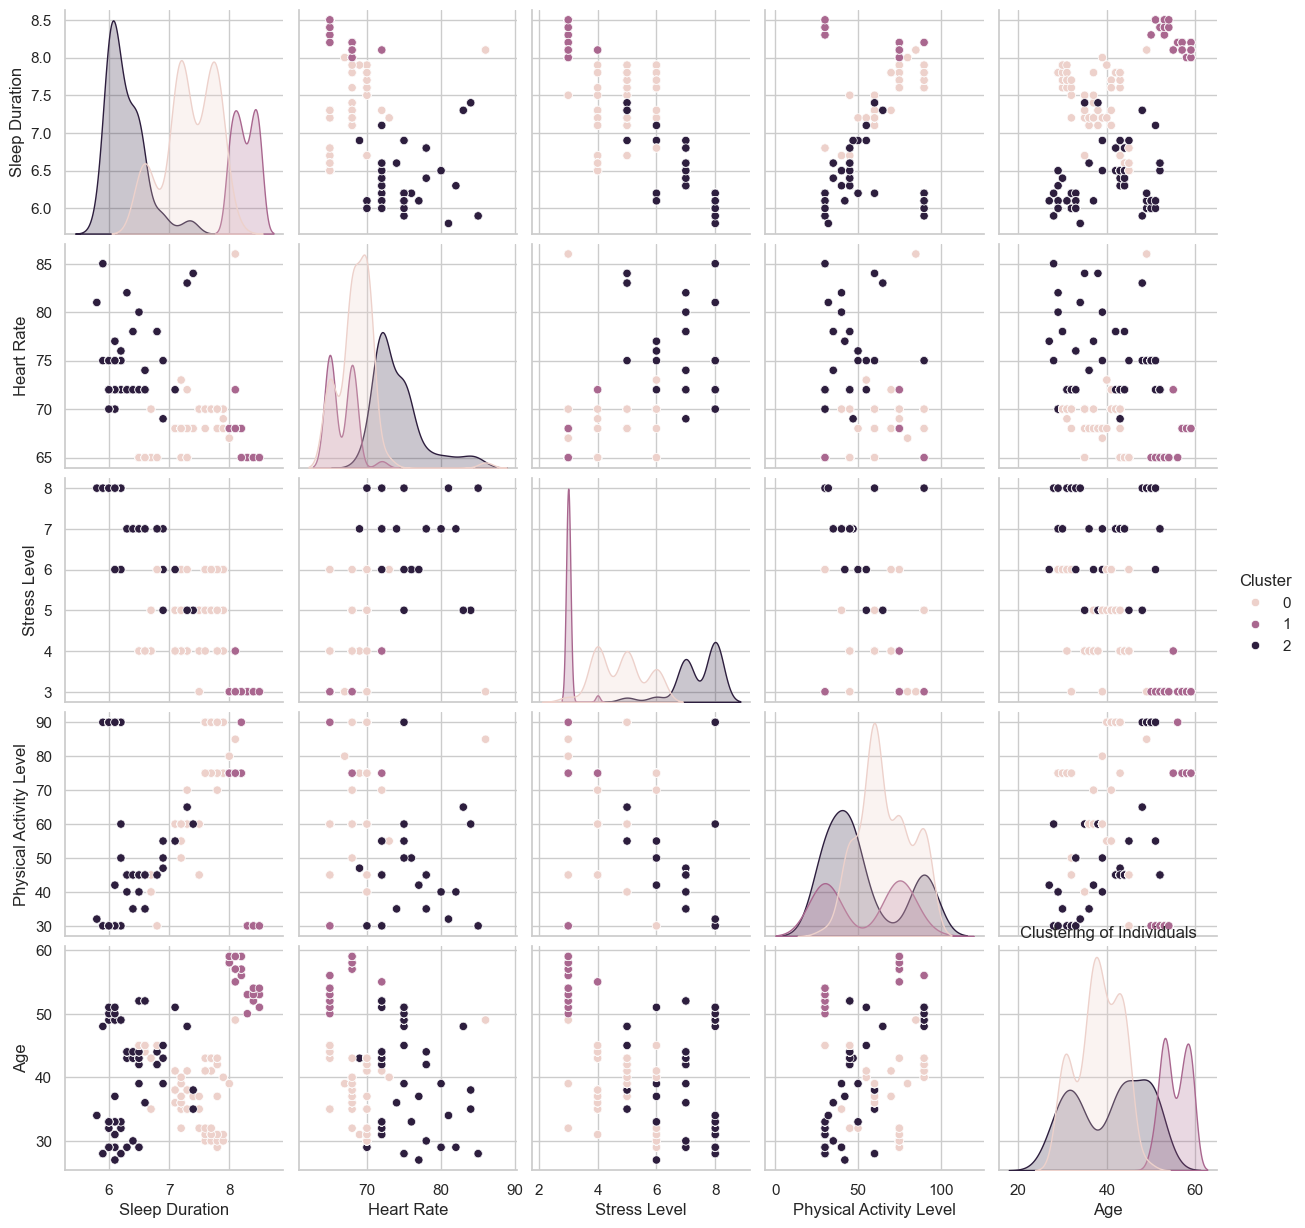 8.5
8.0
7.5
7.0
6.5
6.0
Sleep Duration
85
80
75
70
65
Heart Rate
8
7
6
5
4
3
Stress Level
Cluster
0
1
2
90
80
70
60
50
40
30
Physical Activity Level
Clustering of Individuals
60
50
40
30
Age
6 7 8
70 80 90
2 4 6 8
0 50 100
20 40 60
Sleep Duration
Heart Rate
Stress Level
Physical Activity Level
Age